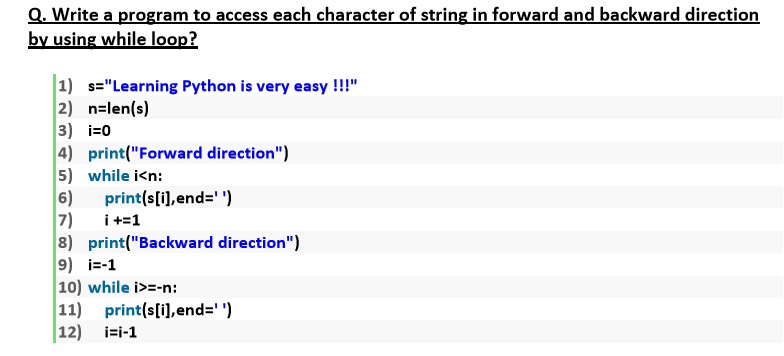 Q. Write a program to access each character of string in forward and backward direction
by using while loop?
1) s="Learning Python is very easy !!!"
2) n=len(s)
3) i=0
4) print("Forward direction")
5) while i<n:
6) print(s[i],end=' ')
7) i +=1
8) print("Backward direction")
9) i=-1
10) while i>=-n:
11) print(s[i],end=' ')
12) i=i-1